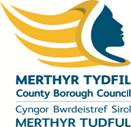 MERTHYR TYDFIL
County Borough Council
Cyngor Bwrdeistref Sirol
MERTHYR TUDFUL